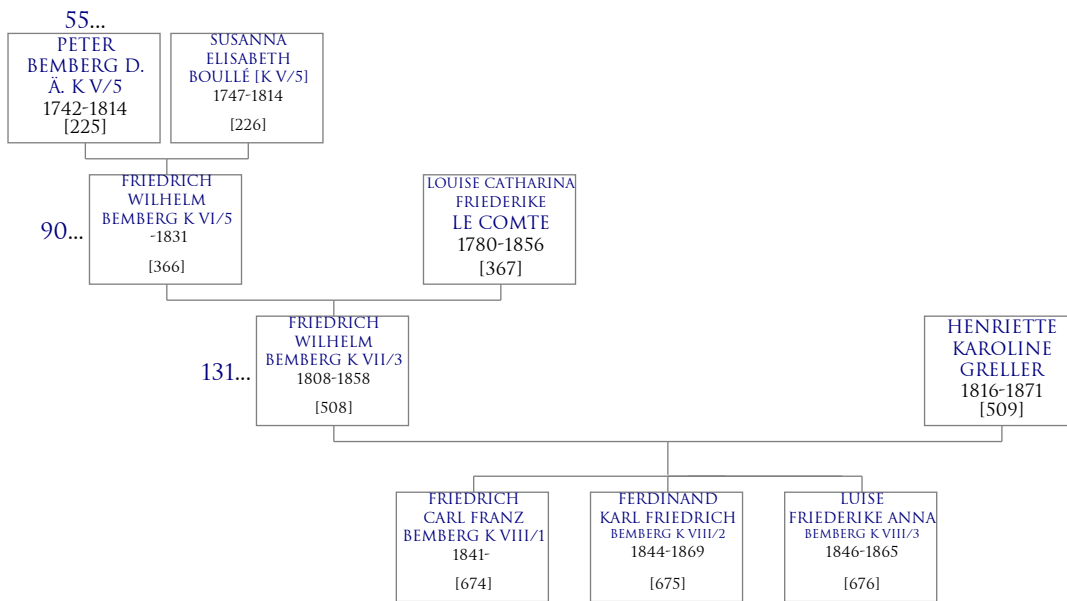 55...
PETER
BEMBERG D.
Ä. K V/5
1742-1814
[225]
SUSANNA
ELISABETH
BOULLÉ [K V/5]
1747-1814
[226]
90...
FRIEDRICH
WILHELM
BEMBERG K VI/5
-1831
[366]
LOUISE CATHARINA
FRIEDERIKE
LE COMTE
1780-1856
[367]
131...
FRIEDRICH
WILHELM
BEMBERG K VII/3
1808-1858
[508]
HENRIETTE
KAROLINE
GRELLER
1816-1871
[509]
FRIEDRICH
CARL FRANZ
BEMBERG K VIII/1
1841-
[674]
FERDINAND
KARL FRIEDRICH
BEMBERG K VIII/2
1844-1869
[675]
LUISE
FRIEDERIKE ANNA
BEMBERG K VIII/3
1846-1865
[676]